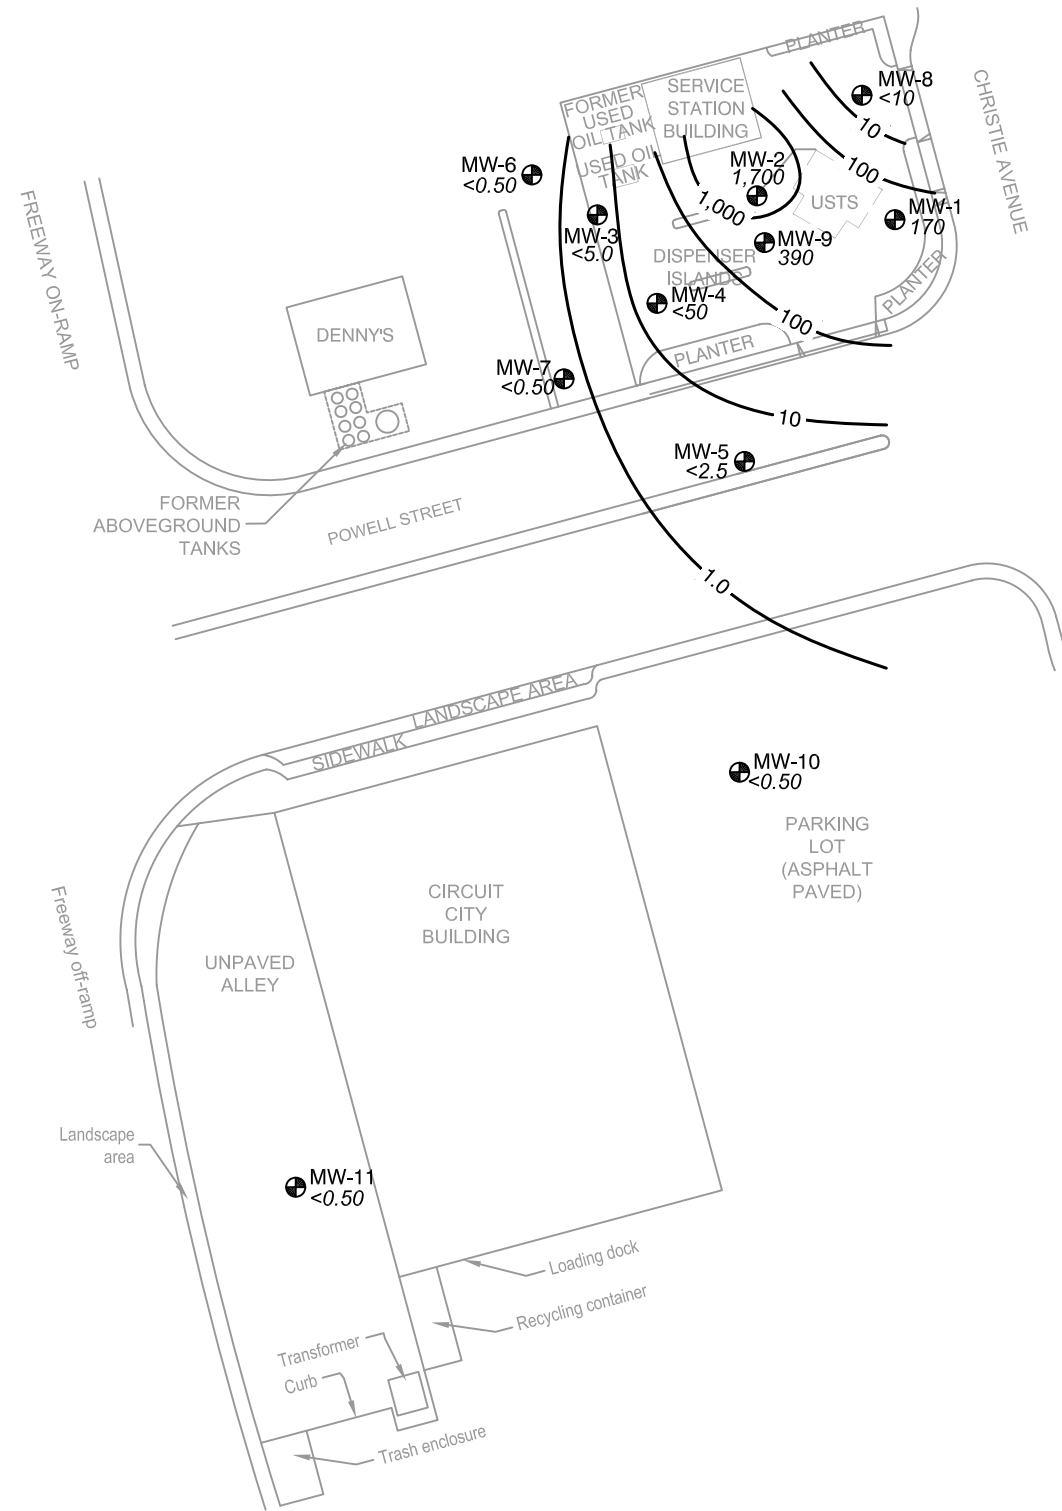 PLANTER
MW-8
<10
CHRISTIE AVENUE
SERVICE
STATION
BUILDING
FORMER
USED
OIL TANK
USED OIL
TANK
10
100
MW-2
1,700
1,000
USTS
MW-1
170
MW-6
<0.50
MW-3
<5.0
MW-9
390
DISPENSER
ISLANDS
PLANTER
FREEWAY ON-RAMP
MW-4
<50
100
DENNY'S
PLANTER
MW-7
<0.50
10
MW-5
<2.5
FORMER
ABOVEGROUND
TANKS
POWELL STREET
1.0
LANDSCAPE AREA
SIDEWALK
MW-10
<0.50
PARKING
LOT
(ASPHALT
PAVED)
CIRCUIT
CITY
BUILDING
Freeway off-ramp
UNPAVED
ALLEY
Landscape
area
MW-11
<0.50
Loading dock
Recycling container
Transformer
Curb
Trash enclosure